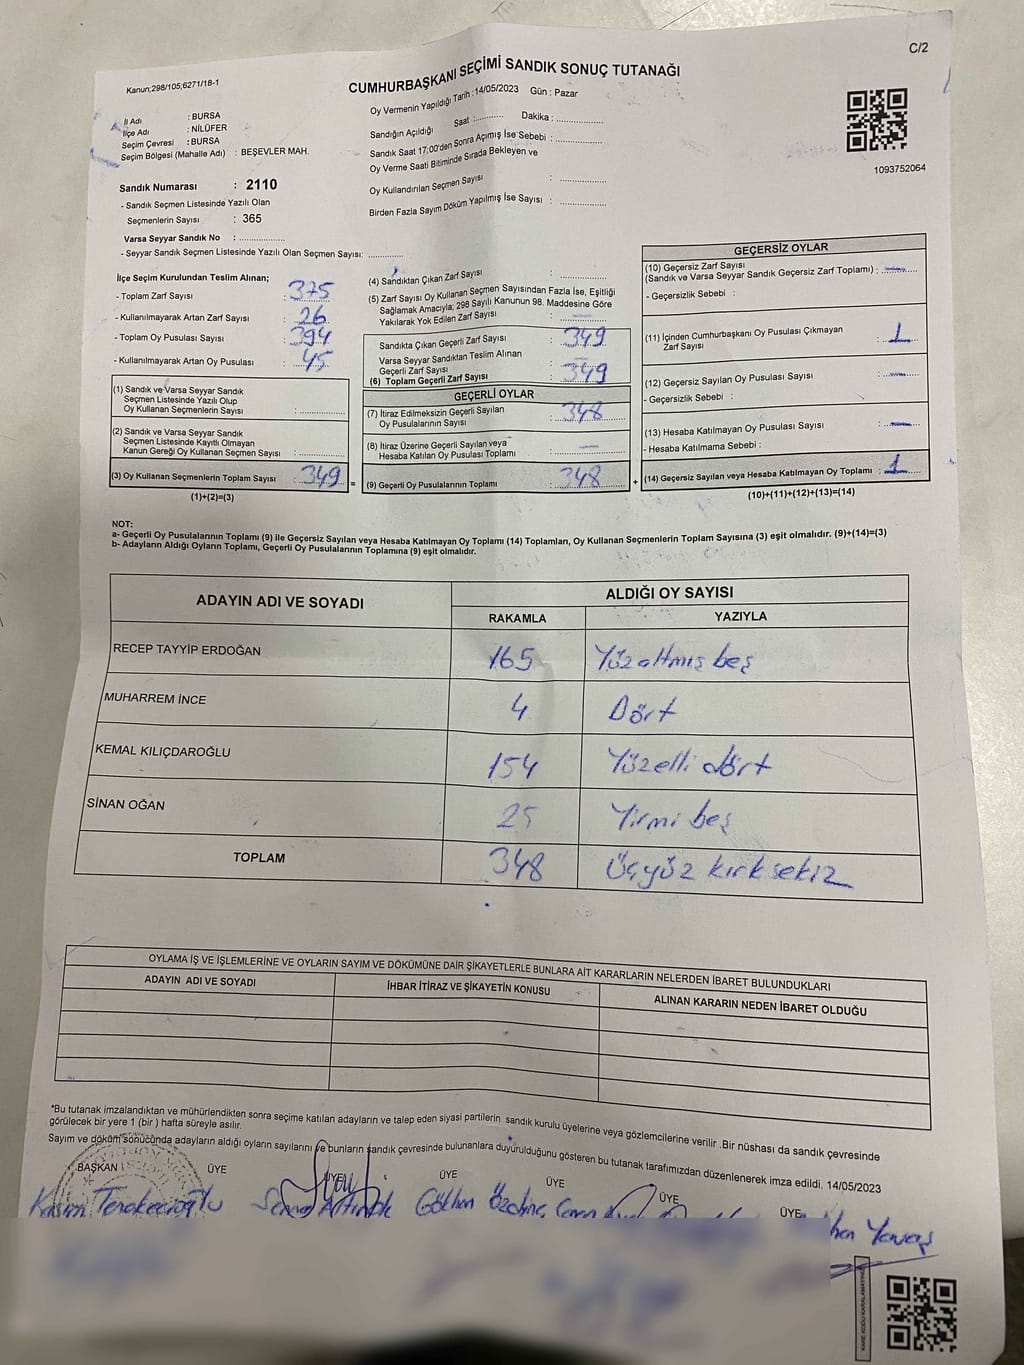 C/2
Kanun;298/105;6271/18-1
CUMHURBAŞKANI SEÇİMİ SANDIK SONUÇ TUTANAĞI
Oy Vermenin Yapıldığı Tarih :14/05/2023 Gün : Pazar
İl Adı : BURSA
İlçe Adı : NİLÜFER
Seçim Çevresi : BURSA
Seçim Bölgesi (Mahalle Adı) : BEŞEVLER MAH.
Sandığın Açıldığı Saat :.......... Dakika : ..............
Sandık Saat 17:00'den Sonra Açımış İse Sebebi : ..............
Oy Verme Saati Bitiminde Sırada Bekleyen ve
Oy Kullandırılan Seçmen Sayısı : ..............
Birden Fazla Sayım Döküm Yapılmış İse Sayısı : ..............
1093752064
Sandık Numarası : 2110
- Sandık Seçmen Listesinde Yazılı Olan
Seçmenlerin Sayısı : 365
Varsa Seyyar Sandık No : ..............
- Seyyar Sandık Seçmen Listesinde Yazılı Olan Seçmen Sayısı: ..........
İlçe Seçim Kurulundan Teslim Alınan;
- Toplam Zarf Sayısı : 375
- Kullanılmayarak Artan Zarf Sayısı : 26
- Toplam Oy Pusulası Sayısı : 394
- Kullanılmayarak Artan Oy Pusulası : 45
(1) Sandık ve Varsa Seyyar Sandık
Seçmen Listesinde Yazılı Olup
Oy Kullanan Seçmenlerin Sayısı : ..............
(2) Sandık ve Varsa Seyyar Sandık
Seçmen Listesinde Kayıtlı Olmayan
Kanun Gereği Oy Kullanan Seçmen Sayısı : ..............
(3) Oy Kullanan Seçmenlerin Toplam Sayısı : 349 =
(1)+(2)=(3)
(4) Sandıktan Çıkan Zarf Sayısı : ..............
(5) Zarf Sayısı Oy Kullanan Seçmen Sayısından Fazla İse, Eşitliği
Sağlamak Amacıyla; 298 Sayılı Kanunun 98. Maddesine Göre
Yakılarak Yok Edilen Zarf Sayısı : —
Sandıkta Çıkan Geçerli Zarf Sayısı : 349
Varsa Seyyar Sandıktan Teslim Alınan
Geçerli Zarf Sayısı : —
(6) Toplam Geçerli Zarf Sayısı : 349
GEÇERLİ OYLAR
(7) İtiraz Edilmeksizin Geçerli Sayılan
Oy Pusulalarının Sayısı : 348
(8) İtiraz Üzerine Geçerli Sayılan veya
Hesaba Katılan Oy Pusulası Toplamı : —
(9) Geçerli Oy Pusulalarının Toplamı : 348 +
GEÇERSİZ OYLAR
(10) Geçersiz Zarf Sayısı
(Sandık ve Varsa Seyyar Sandık Geçersiz Zarf Toplamı) : —
- Geçersizlik Sebebi :
(11) İçinden Cumhurbaşkanı Oy Pusulası Çıkmayan
Zarf Sayısı : 1
(12) Geçersiz Sayılan Oy Pusulası Sayısı : —
- Geçersizlik Sebebi :
(13) Hesaba Katılmayan Oy Pusulası Sayısı : —
- Hesaba Katılmama Sebebi :
(14) Geçersiz Sayılan veya Hesaba Katılmayan Oy Toplamı : 1
(10)+(11)+(12)+(13)=(14)
NOT:
a- Geçerli Oy Pusulalarının Toplamı (9) ile Geçersiz Sayılan veya Hesaba Katılmayan Oy Toplamı (14) Toplamları, Oy Kullanan Seçmenlerin Toplam Sayısına (3) eşit olmalıdır. (9)+(14)=(3)
b- Adayların Aldığı Oyların Toplamı, Geçerli Oy Pusulalarının Toplamına (9) eşit olmalıdır.
ADAYIN ADI VE SOYADI ALDIĞI OY SAYISI
RAKAMLA YAZIYLA
RECEP TAYYİP ERDOĞAN 165 Yüzaltmış beş
MUHARREM İNCE 4 Dört
KEMAL KILIÇDAROĞLU 154 Yüzelli dört
SİNAN OĞAN 25 Yirmi beş
TOPLAM 348 Üçyüz kırk sekiz
OYLAMA İŞ VE İŞLEMLERİNE VE OYLARIN SAYIM VE DÖKÜMÜNE DAİR ŞİKAYETLERLE BUNLARA AİT KARARLARIN NELERDEN İBARET BULUNDUKLARI
ADAYIN ADI VE SOYADI İHBAR İTİRAZ VE ŞİKAYETİN KONUSU ALINAN KARARIN NEDEN İBARET OLDUĞU
*Bu tutanak imzalandıktan ve mühürlendikten sonra seçime katılan adayların ve talep eden siyasi partilerin sandık kurulu üyelerine veya gözlemcilerine verilir .Bir nüshası da sandık çevresinde
görülecek bir yere 1 (bir ) hafta süreyle asılır.
Sayım ve döküm sonucunda adayların aldığı oyların sayılarını ve bunların sandık çevresinde bulunanlara duyurulduğunu gösteren bu tutanak tarafımızdan düzenlenerek imza edildi. 14/05/2023
BAŞKAN ÜYE ÜYE ÜYE ÜYE ÜYE ÜYE
Kasım Gökhan Yavaş
KARE KODU KARALAMAYINIZ